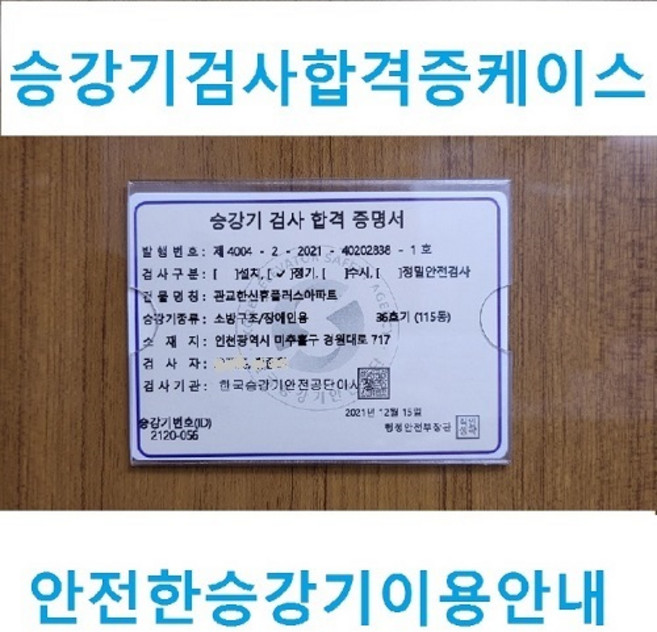 승강기검사합격증케이스
승강기 검사 합격 증명서
발 행 번 호 : 제 4004 - 2 - 2021 - 40202838 - 1 호
검 사 구 분 : [ ]설치, [ ✓ ]정기, [ ]수시, [ ]정밀안전검사
건 물 명 칭 : 관교한신휴플러스아파트
승강기종류 : 소방구조/장애인용 36호기 (115동)
소 재 지 : 인천광역시 미추홀구 경원대로 717
검 사 자 :
검 사 기 관 : 한국승강기안전공단이사장
2021년 12월 15일
승강기번호(ID)
행정안전부장관
2120-056
안전한승강기이용안내